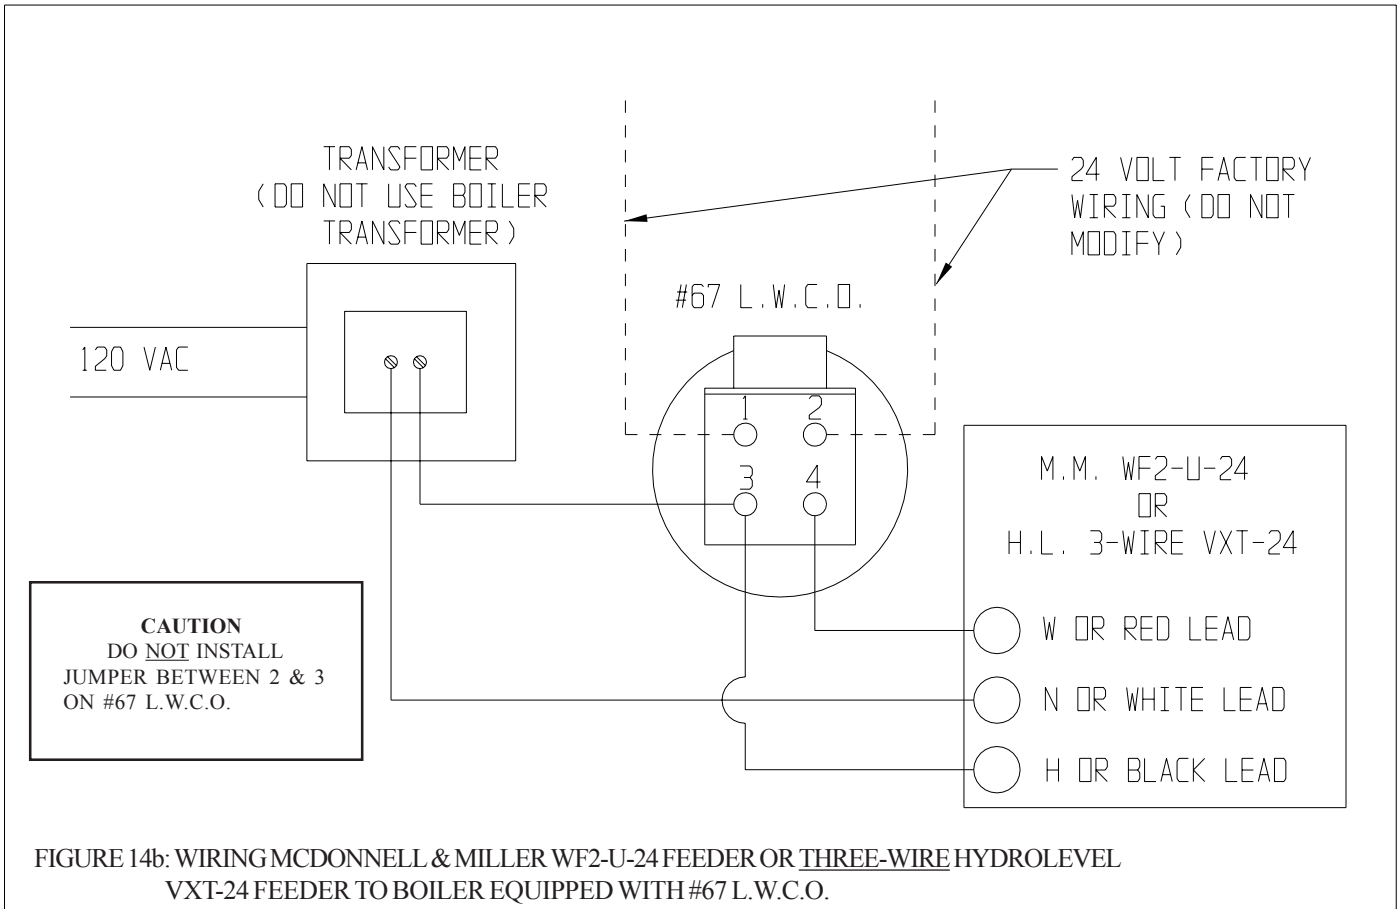 TRANSFORMER
(DO NOT USE BOILER
TRANSFORMER)
24 VOLT FACTORY
WIRING (DO NOT
MODIFY)
#67 L.W.C.O.
120 VAC
1 2
3 4
M.M. WF2-U-24
OR
H.L. 3-WIRE VXT-24
W OR RED LEAD
N OR WHITE LEAD
H OR BLACK LEAD
CAUTION
DO NOT INSTALL
JUMPER BETWEEN 2 & 3
ON #67 L.W.C.O.
FIGURE 14b: WIRING MCDONNELL & MILLER WF2-U-24 FEEDER OR THREE-WIRE HYDROLEVEL
VXT-24 FEEDER TO BOILER EQUIPPED WITH #67 L.W.C.O.